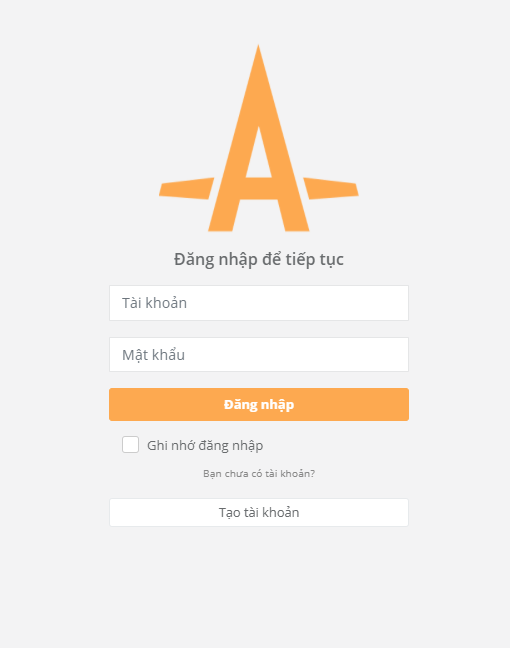 Đăng nhập để tiếp tục
Tài khoản
Mật khẩu
Đăng nhập
Ghi nhớ đăng nhập
Bạn chưa có tài khoản?
Tạo tài khoản